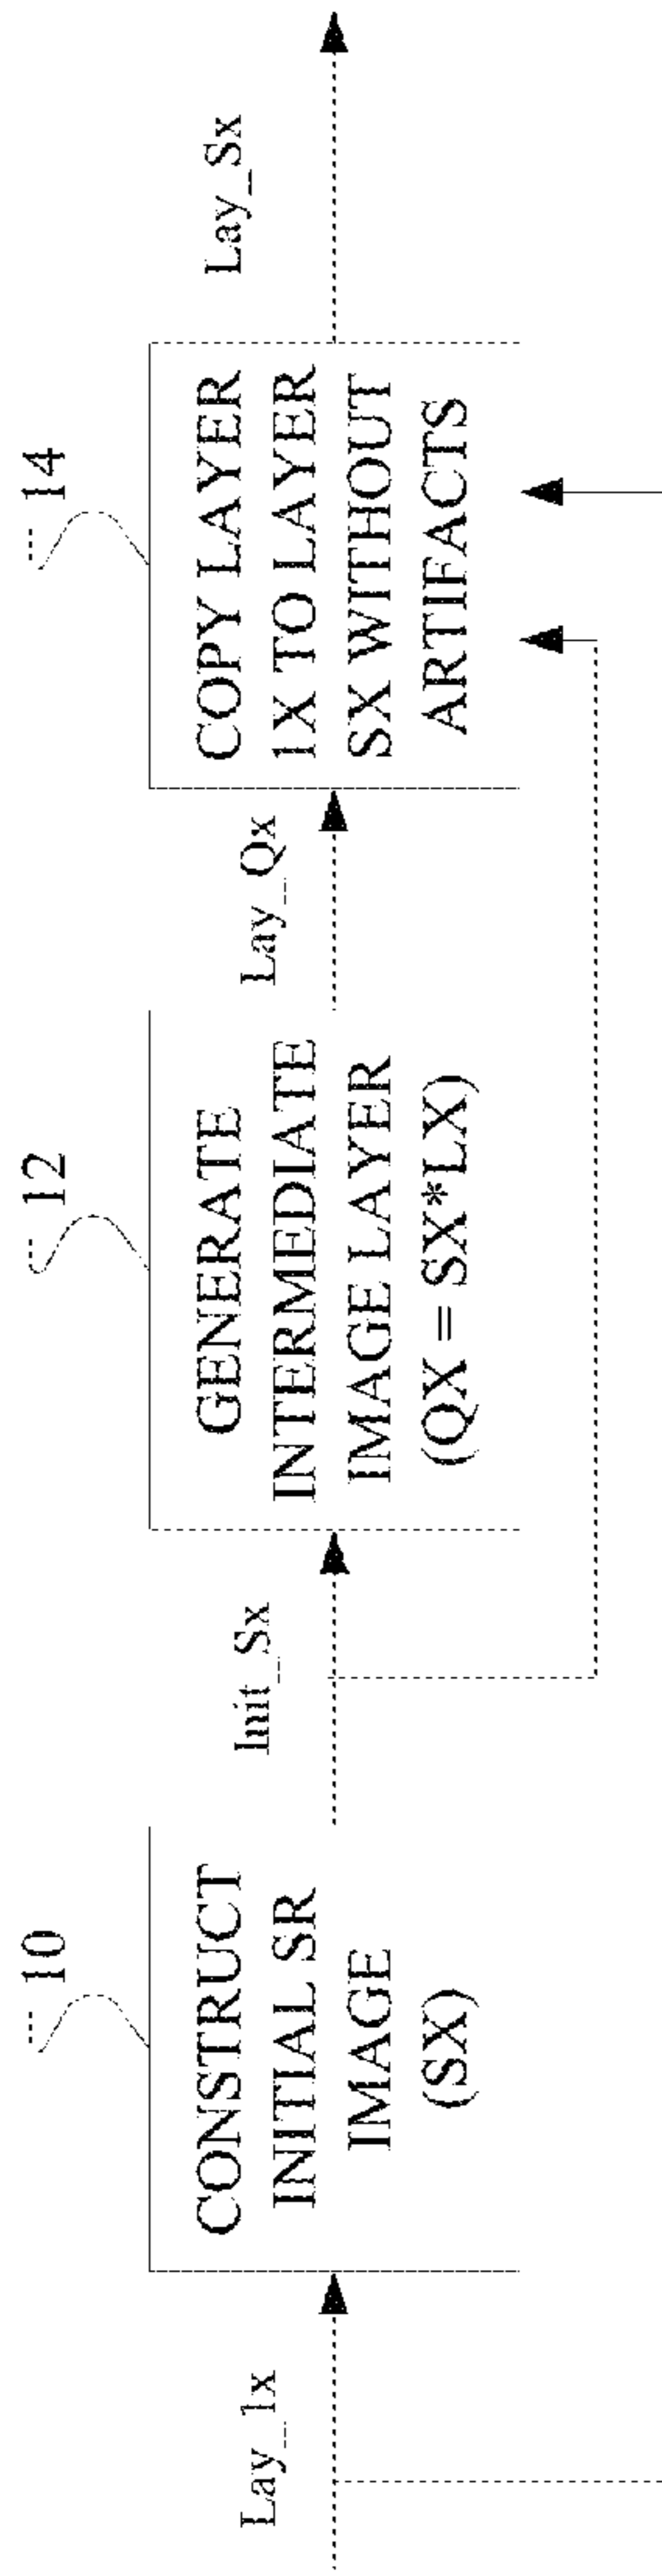 Lay_1x
10
CONSTRUCT
INITIAL SR
IMAGE
(SX)
Init_Sx
12
GENERATE
INTERMEDIATE
IMAGE LAYER
(QX = SX*LX)
Lay_Qx
14
COPY LAYER
1X TO LAYER
SX WITHOUT
ARTIFACTS
Lay_Sx